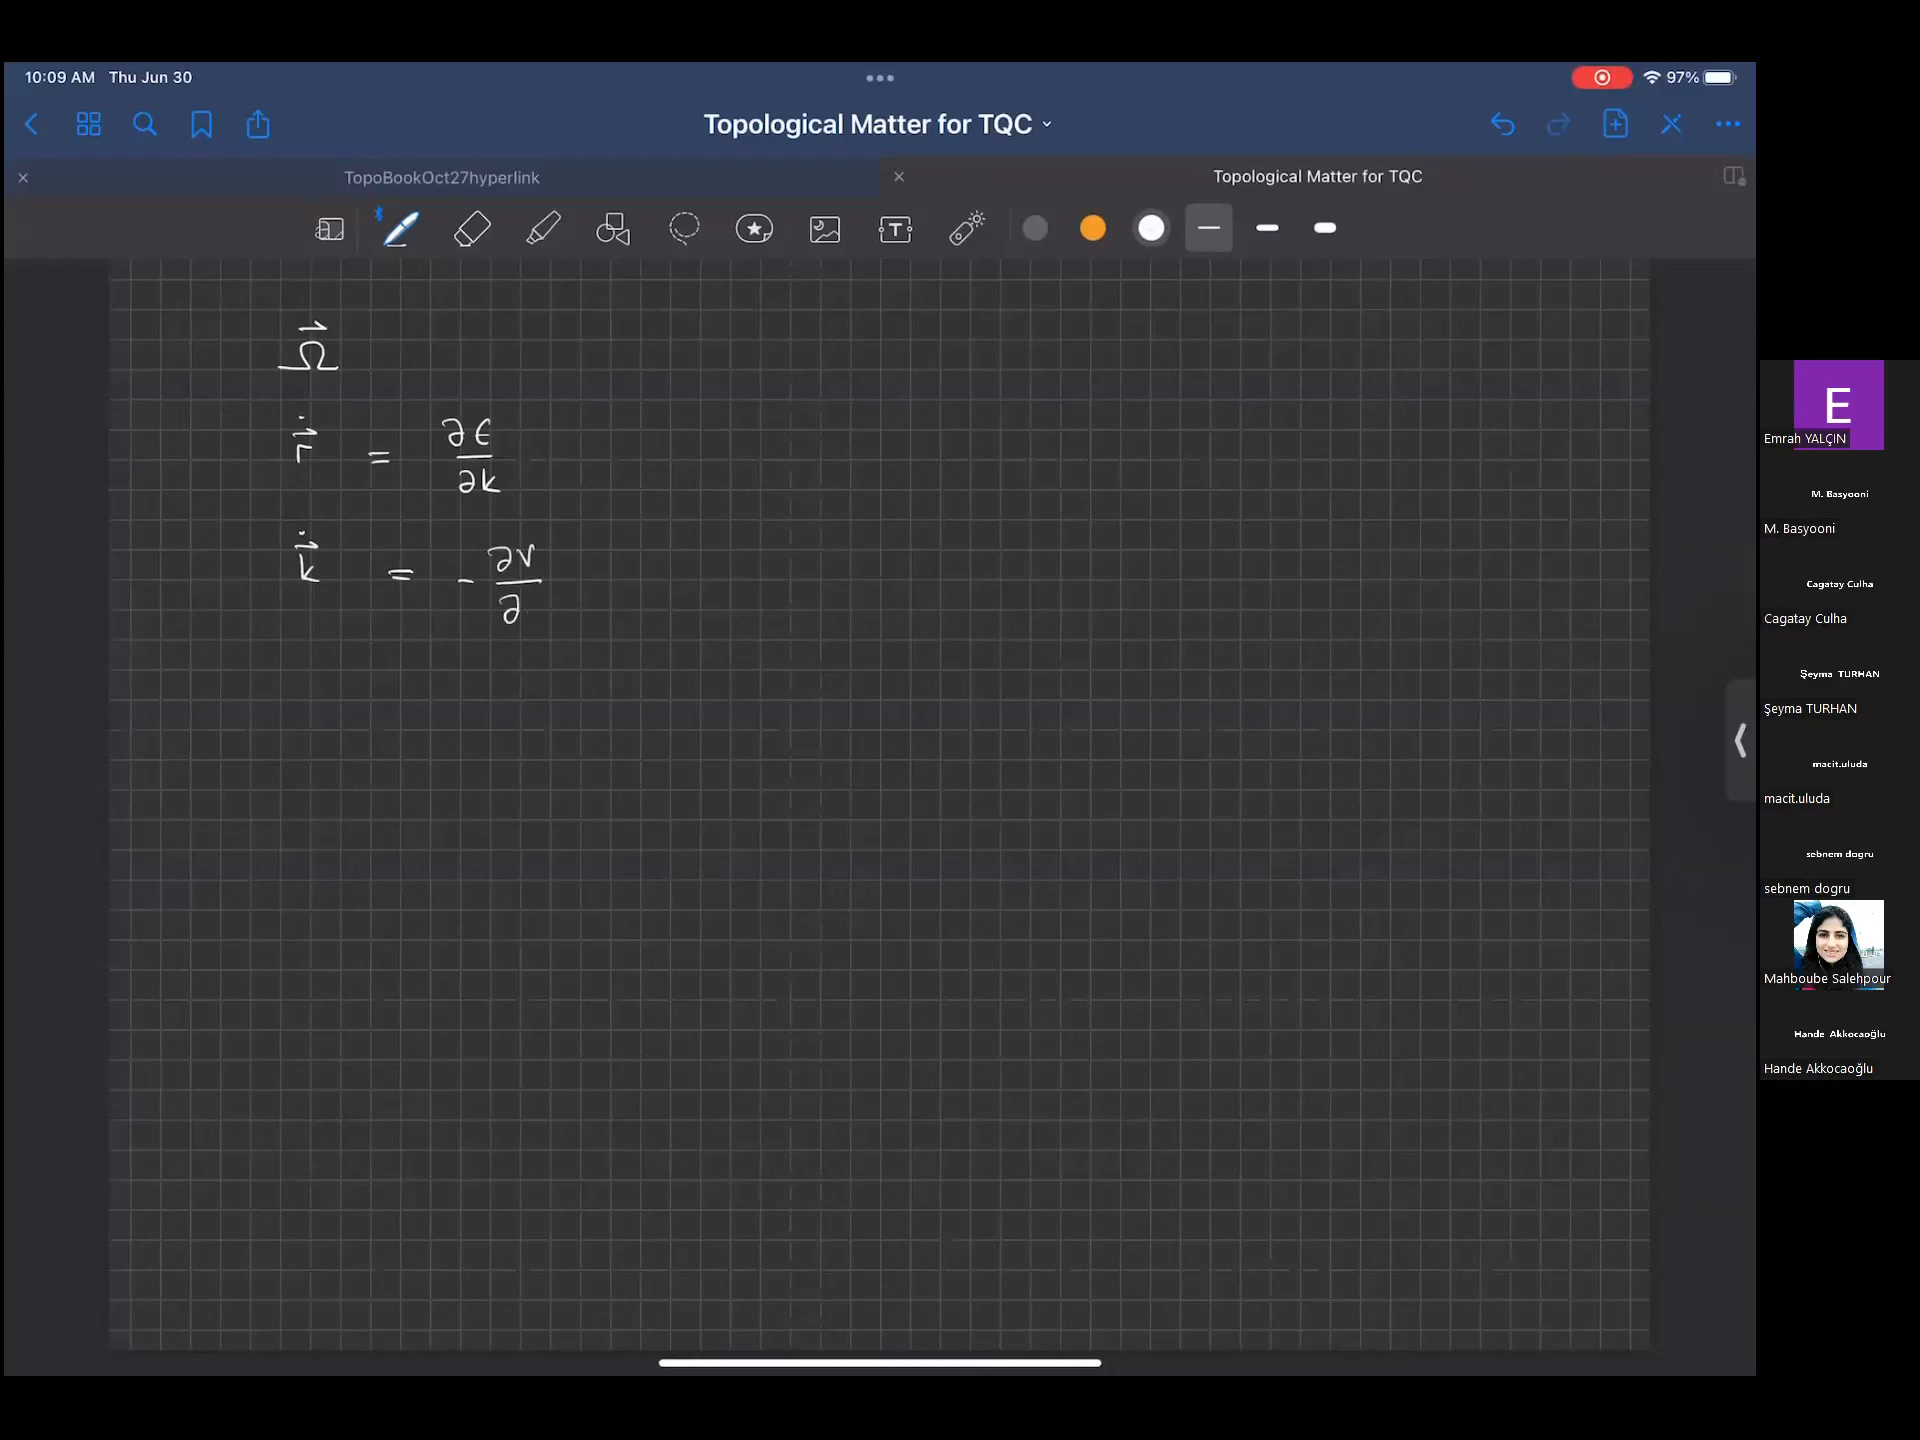 10:09 AM Thu Jun 30
97%
Topological Matter for TQC
TopoBookOct27hyperlink
Topological Matter for TQC
T
Ω⃗
ṙ⃗ = ∂ϵ/∂k
k̇⃗ = - ∂V/∂
E
Emrah YALÇIN
M. Basyooni
M. Basyooni
Cagatay Culha
Cagatay Culha
Şeyma TURHAN
Şeyma TURHAN
macit.uluda
macit.uluda
sebnem dogru
sebnem dogru
Mahboube Salehpour
Hande Akkocaoğlu
Hande Akkocaoğlu